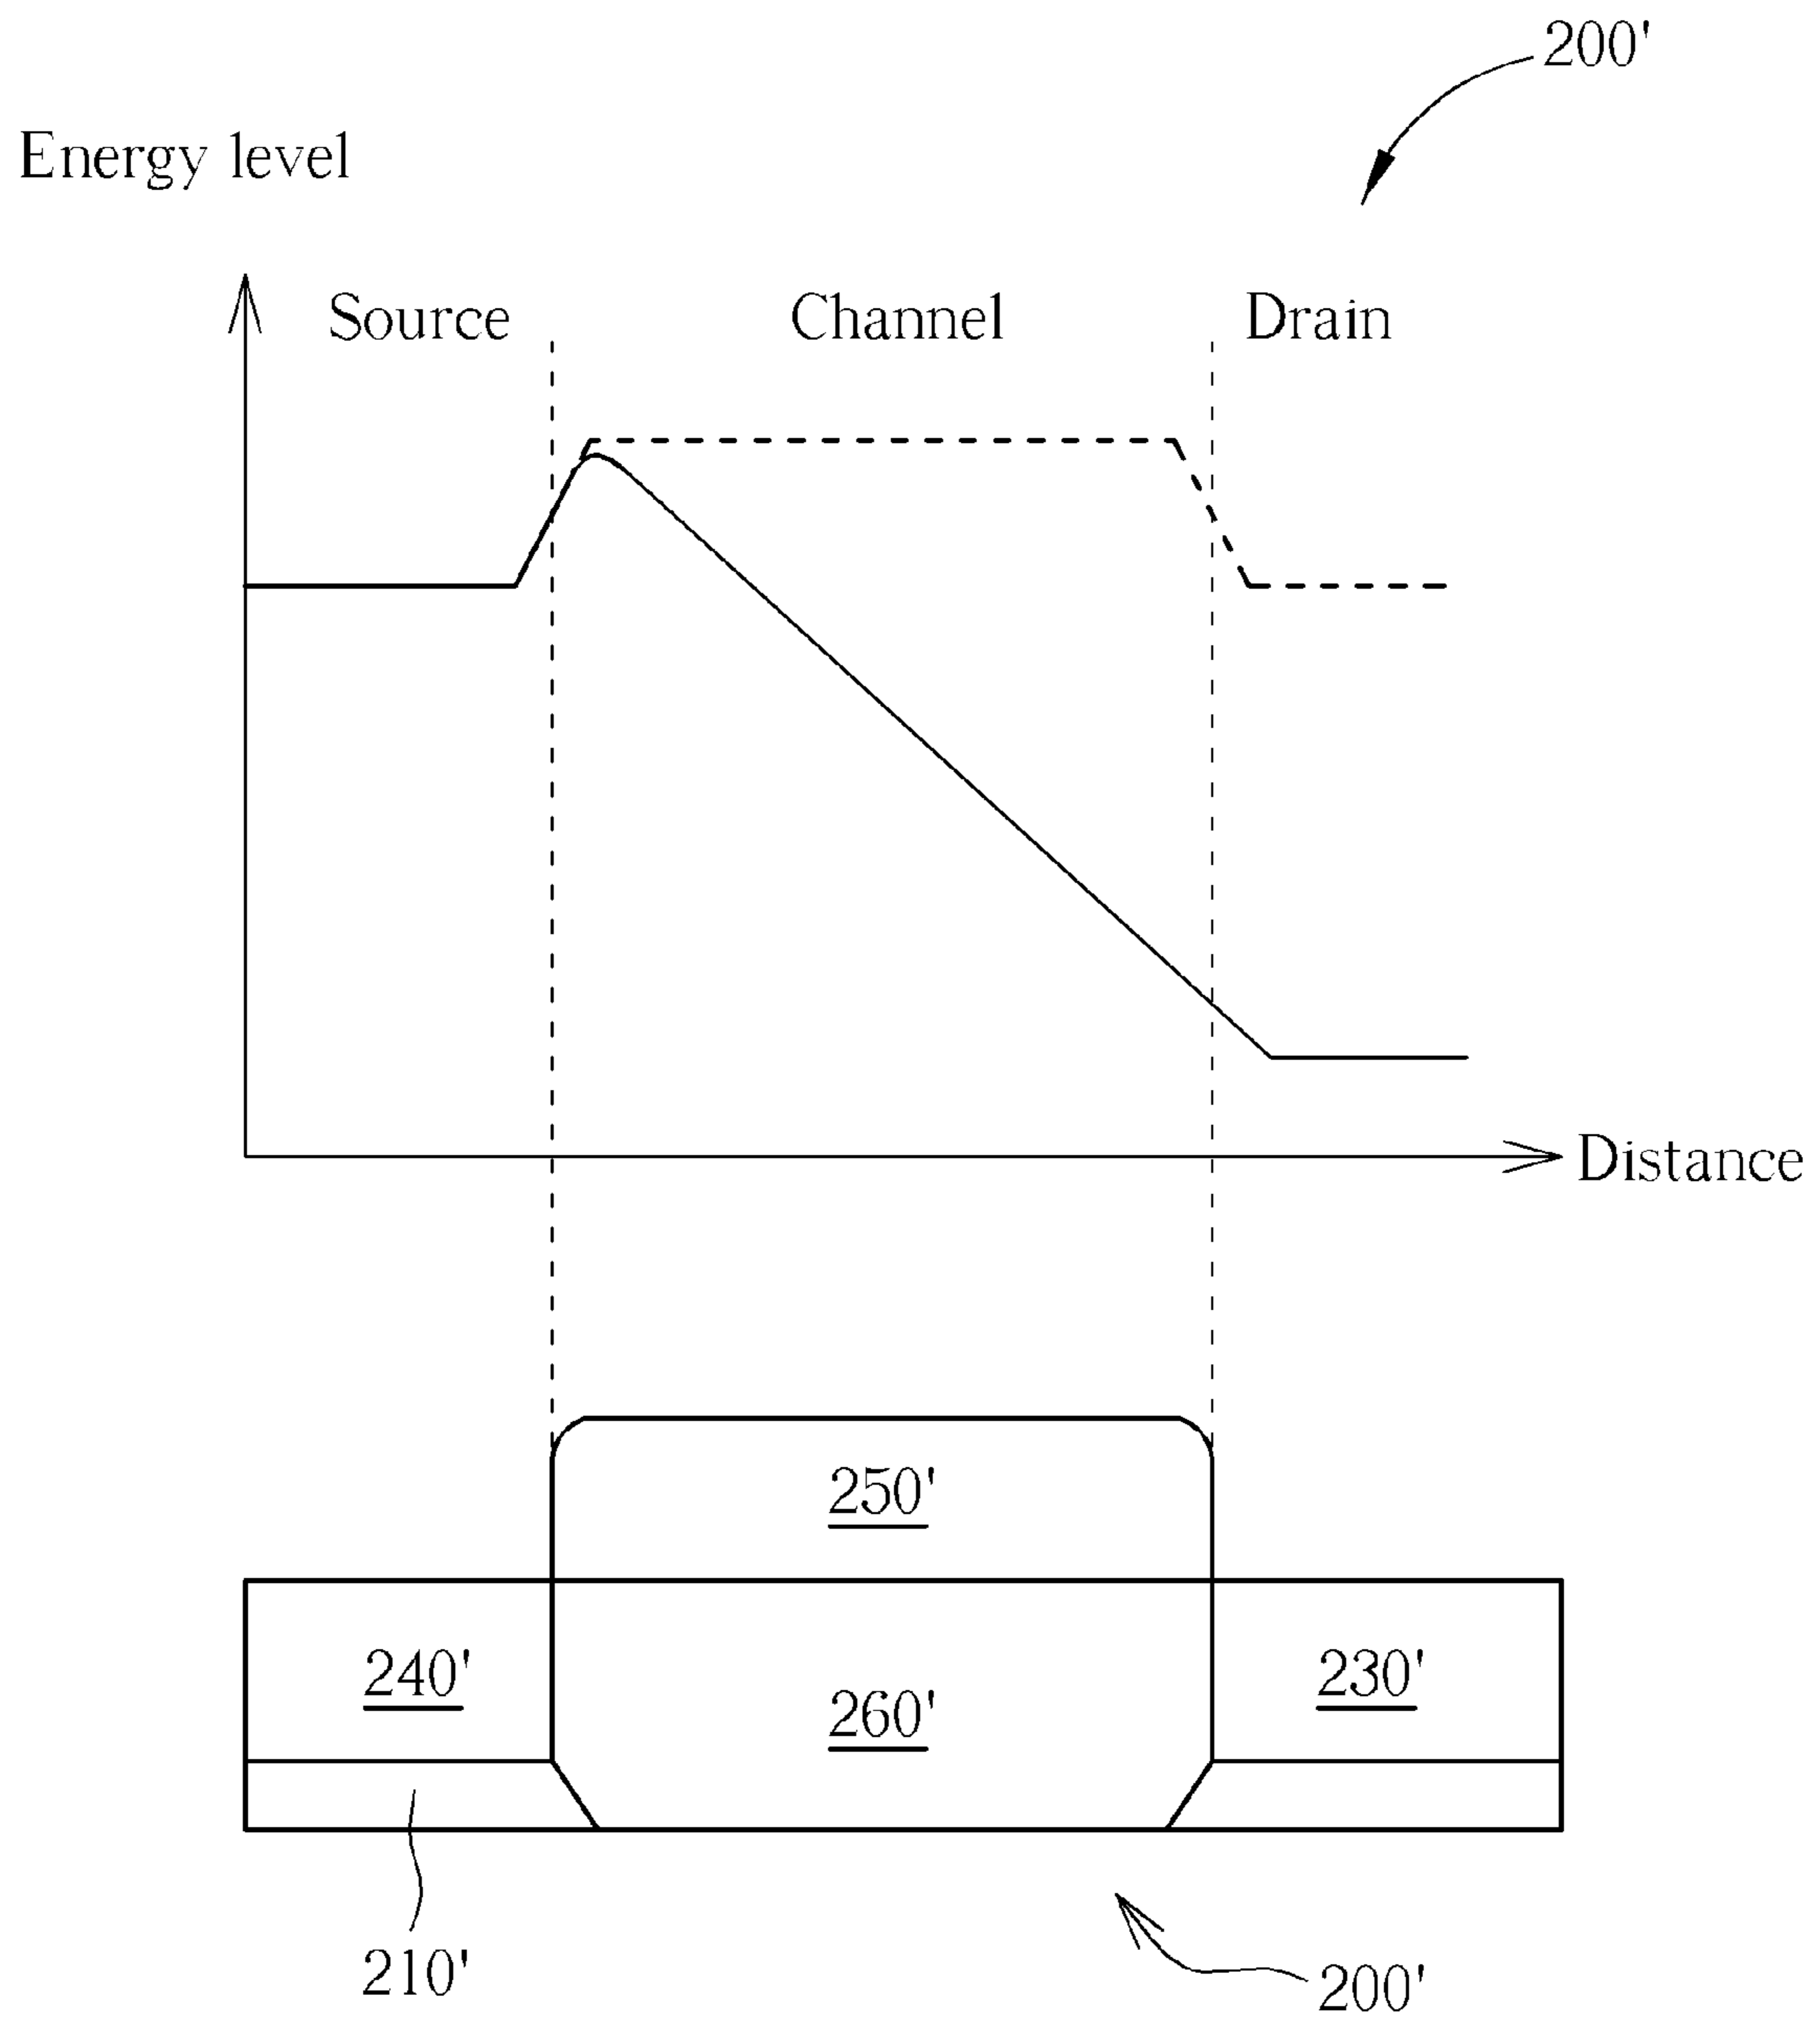 200'
Energy level
Source Channel Drain
Distance
250'
240' 260' 230'
210'
200'